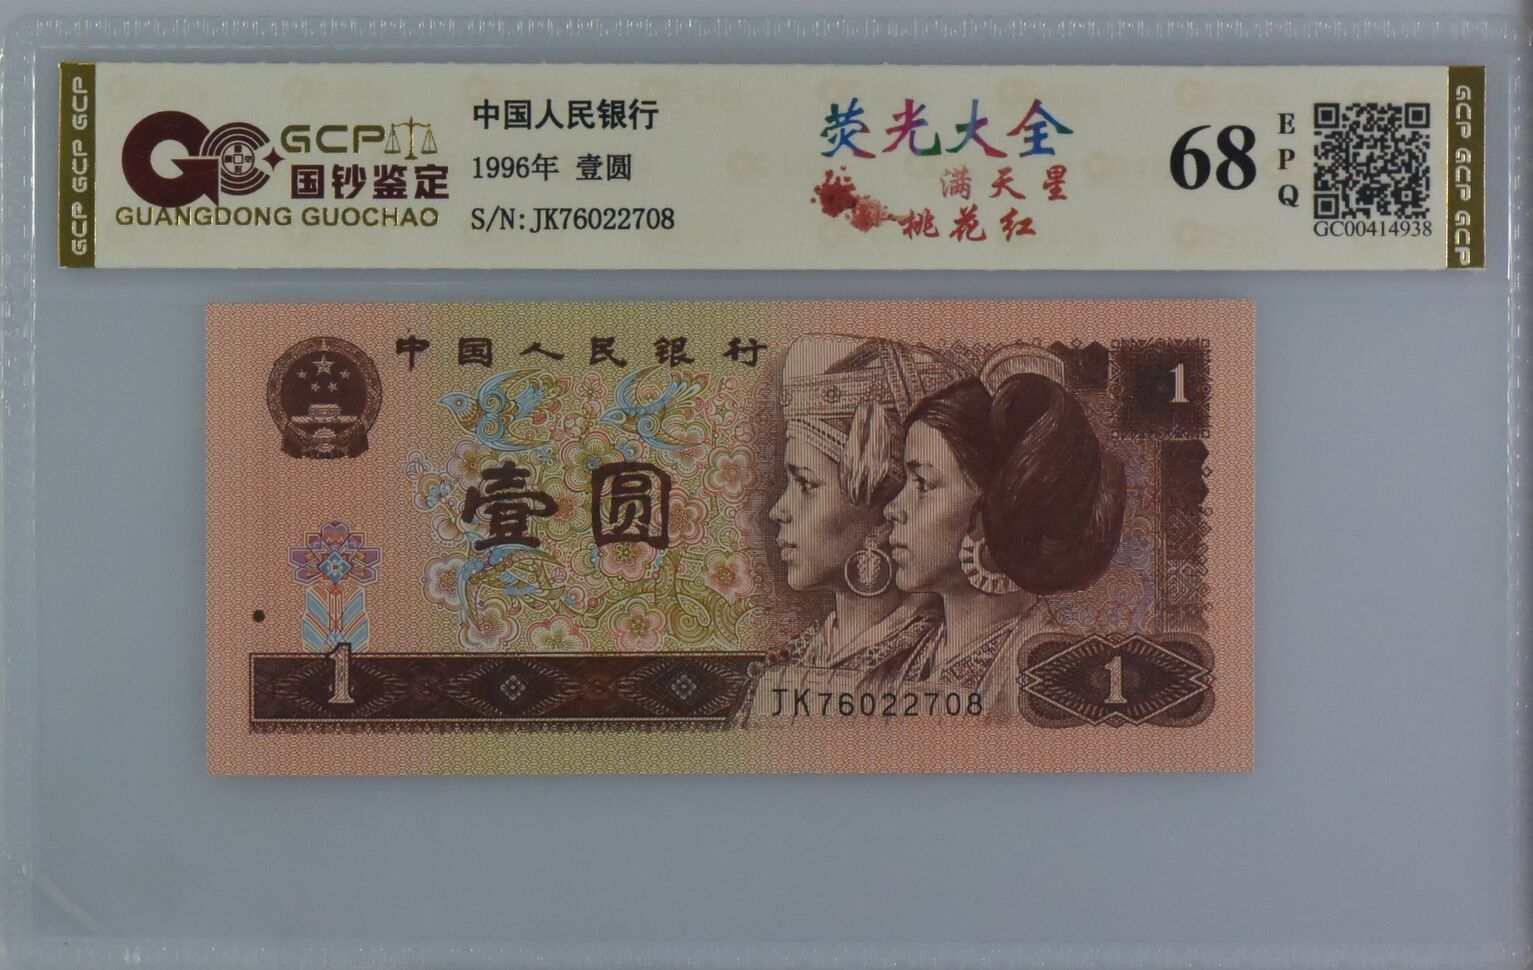 GCP GCP GCP
GCP
国钞鉴定
GUANGDONG GUOCHAO
中国人民银行
1996年 壹圆
S/N:JK76022708
荧光大全
满天星
桃花红
68
EPQ
GC00414938
GCP GCP GCP
中国人民银行
1
壹圆
1
JK76022708
1